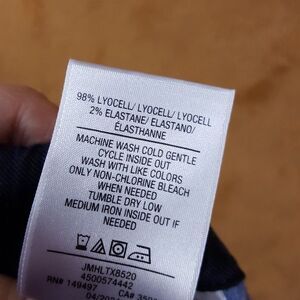 98% LYOCELL/ LYOCELL/ LYOCELL
2% ELASTANE/ ELASTANO/
ÉLASTHANNE
MACHINE WASH COLD GENTLE
CYCLE INSIDE OUT
WASH WITH LIKE COLORS
ONLY NON-CHLORINE BLEACH
WHEN NEEDED
TUMBLE DRY LOW
MEDIUM IRON INSIDE OUT IF
NEEDED
JMHLTX8520
4500574442
RN# 149497 CA#